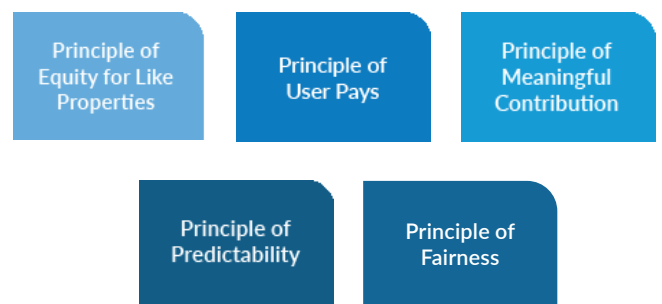 Principle of
Equity for Like
Properties
Principle of
User Pays
Principle of
Meaningful
Contribution
Principle of
Predictability
Principle of
Fairness